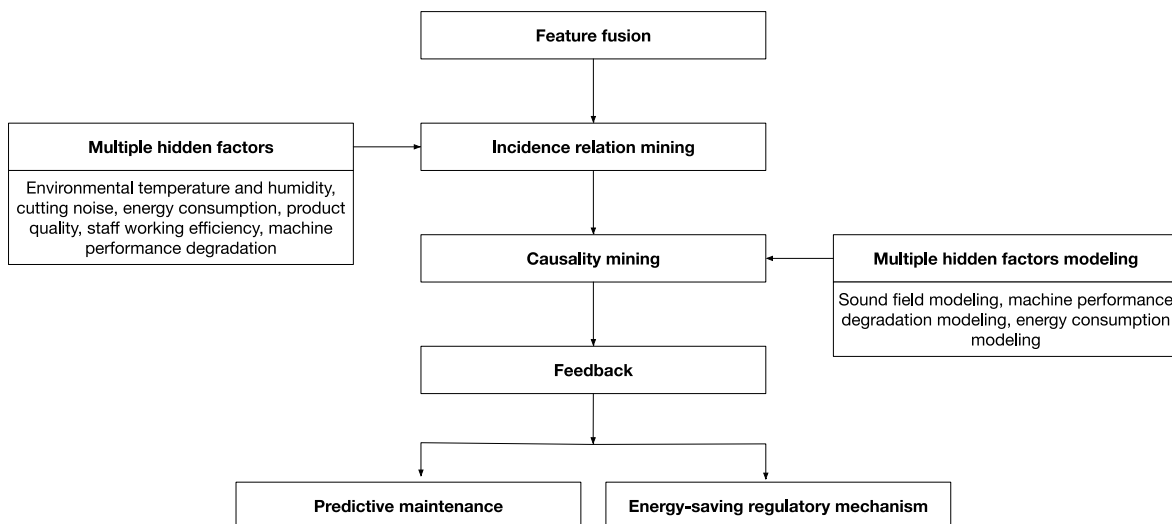 Feature fusion
Multiple hidden factors
Environmental temperature and humidity,
cutting noise, energy consumption, product
quality, staff working efficiency, machine
performance degradation
Incidence relation mining
Causality mining
Multiple hidden factors modeling
Sound field modeling, machine performance
degradation modeling, energy consumption
modeling
Feedback
Predictive maintenance
Energy-saving regulatory mechanism